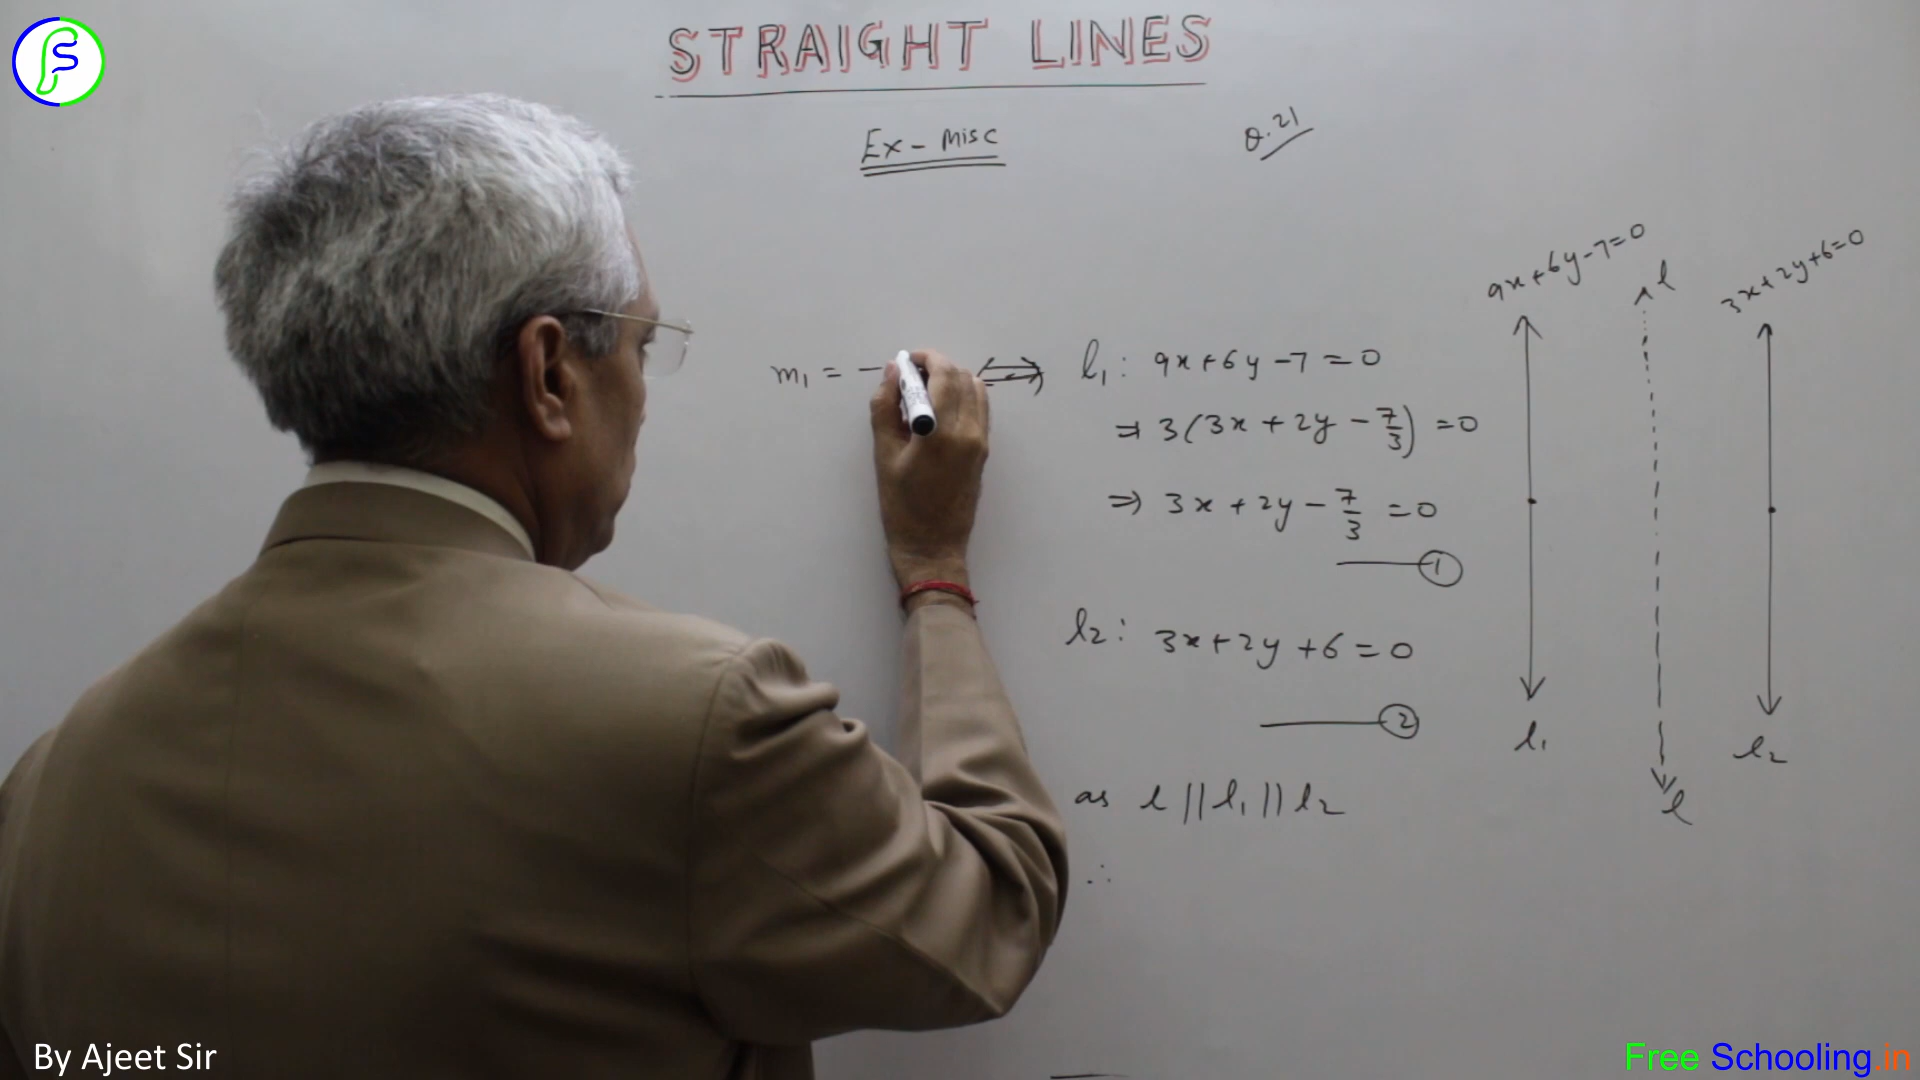 STRAIGHT LINES
Ex - Misc
Q.21
9x+6y-7=0
l
3x+2y+6=0
m₁ = -
⇒ l₁ : 9x+6y-7=0
⇒ 3(3x+2y-7/3)=0
⇒ 3x+2y-7/3=0
①
l₂ : 3x+2y+6=0
②
l₁
l₂
l
as l || l₁ || l₂
∴
By Ajeet Sir
Free Schooling.in